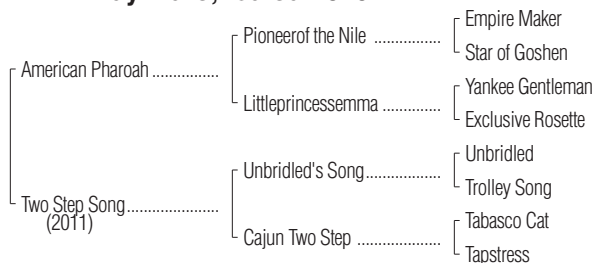 Empire Maker
Pioneerof the Nile ................
Star of Goshen
American Pharoah ................
Yankee Gentleman
Littleprincessemma ..............
Exclusive Rosette
Unbridled
Unbridled's Song..................
Trolley Song
Two Step Song......................
(2011)
Tabasco Cat
Cajun Two Step ....................
Tapstress